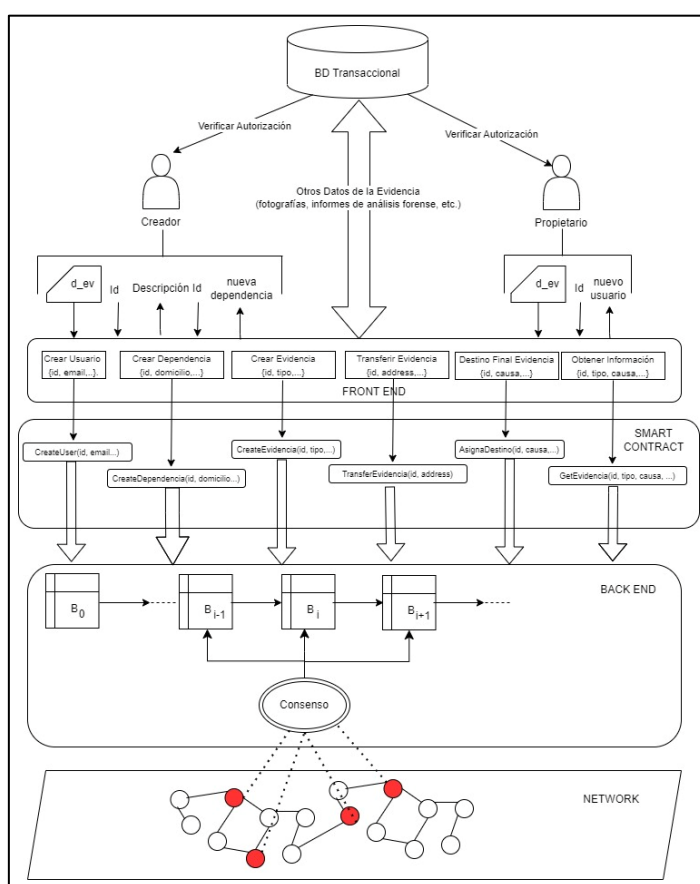 BD Transaccional
Verificar Autorización
Verificar Autorización
Otros Datos de la Evidencia
(fotografías, informes de análisis forense, etc.)
Creador
Propietario
d_ev
Id
Descripción
Id
nueva
dependencia
d_ev
Id
nuevo
usuario
Crear Usuario
{id, email,..}.
Crear Dependencia
{id, domicilio,...}
Crear Evidencia
{id, tipo,...}
Transferir Evidencia
{id, address,...}
Destino Final Evidencia
{id, causa,...}
Obtener Información
{id, tipo, causa,...}
FRONT END
SMART
CONTRACT
CreateUser(id, email...)
CreateDependencia(id, domicilio...)
CreateEvidencia(id, tipo,...)
TransferEvidencia(id, address)
AsignaDestino(id, causa,...)
GetEvidencia(id, tipo, causa, ...)
BACK END
B0
Bi-1
Bi
Bi+1
Consenso
NETWORK